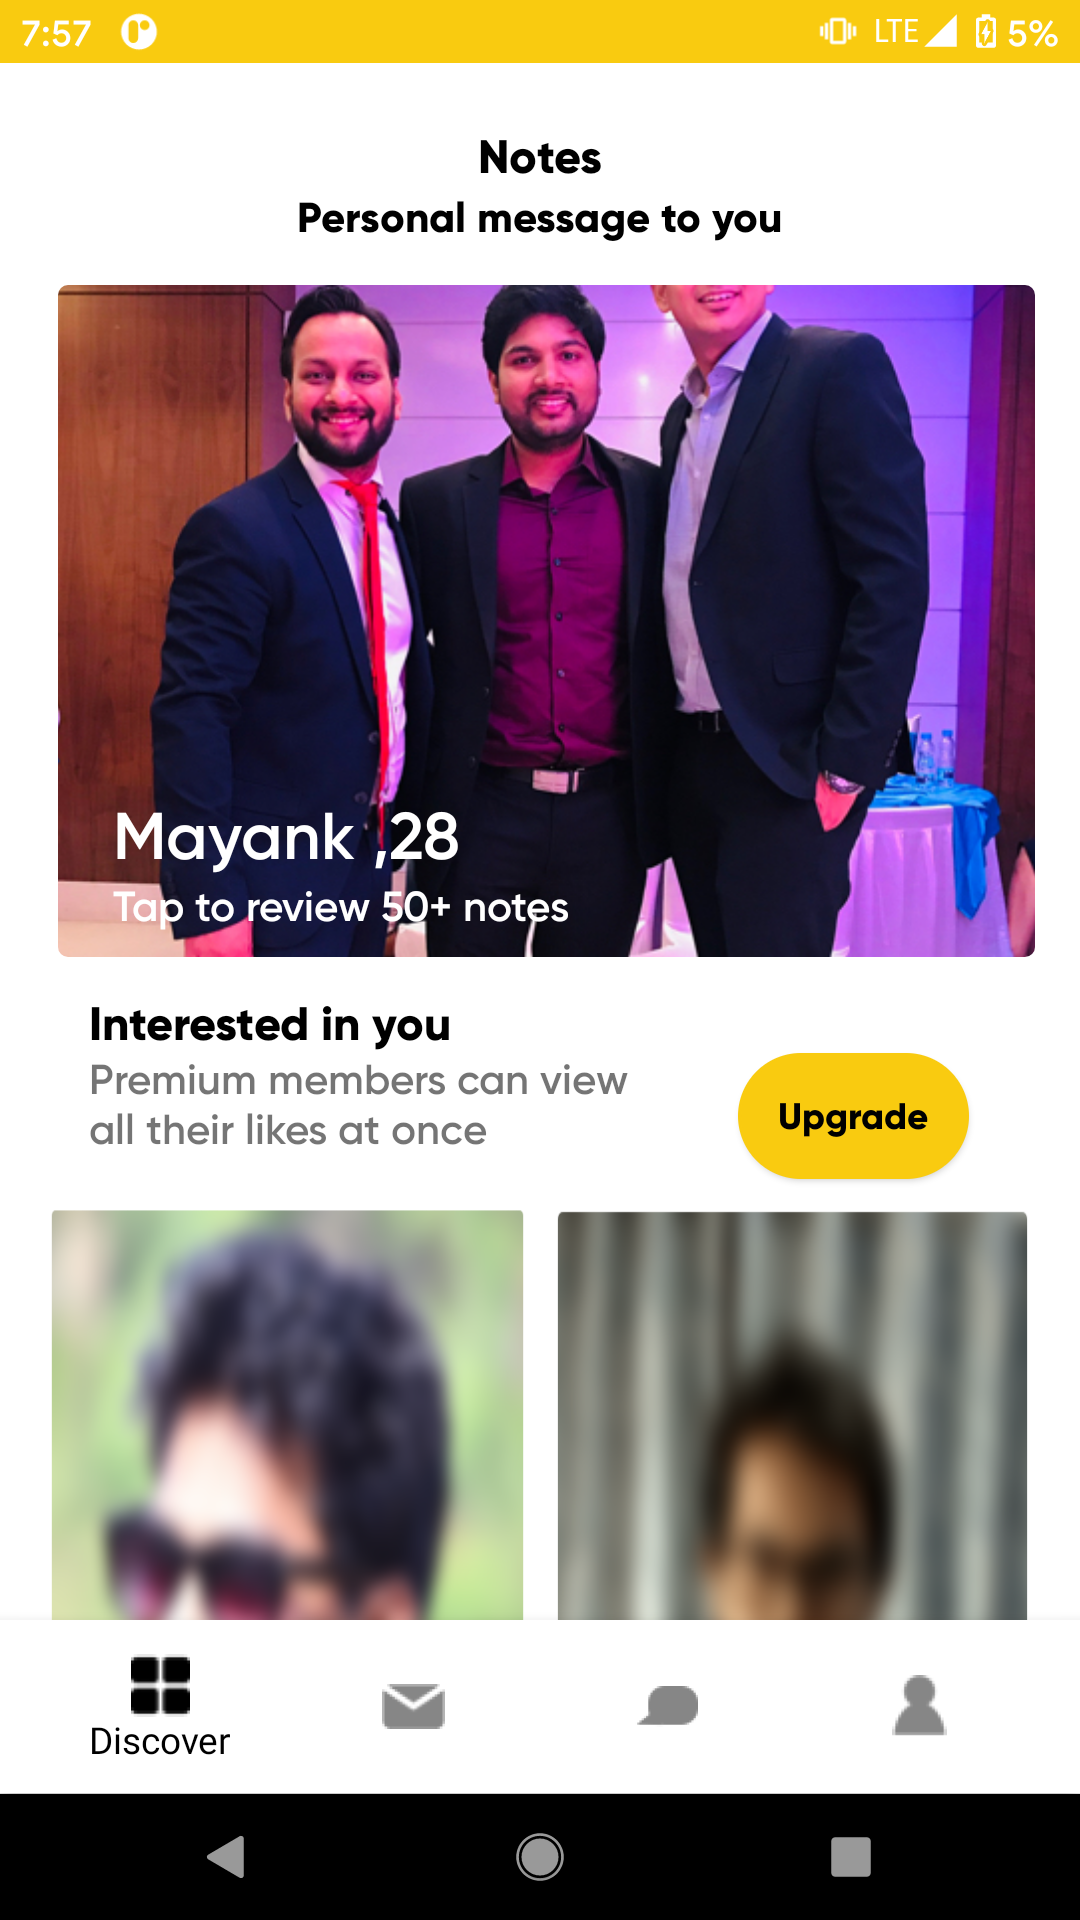 7:57 LTE 5%
Notes
Personal message to you
Mayank ,28
Tap to review 50+ notes
Interested in you
Premium members can view
all their likes at once
Upgrade
Discover